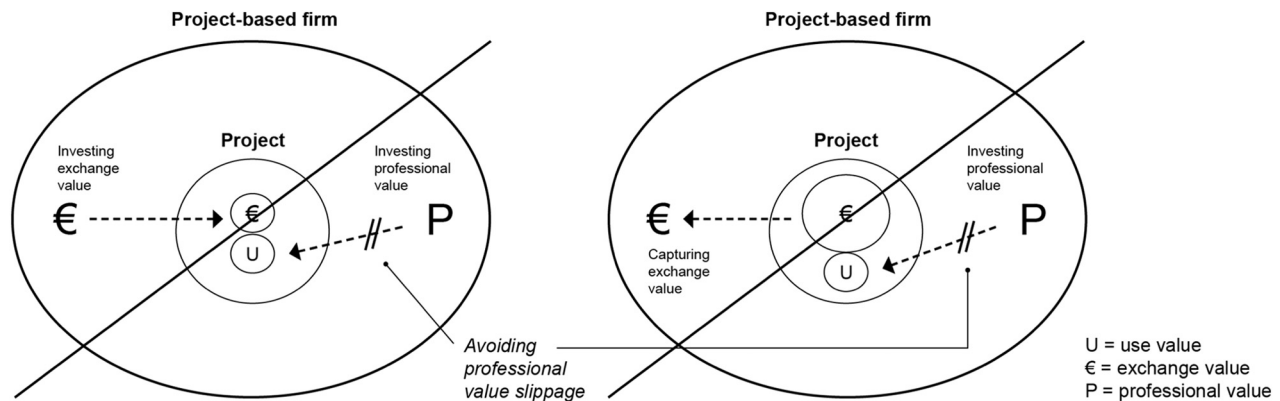 Project-based firm
Project
Investing
exchange
value
Investing
professional
value
€
€
U
P
Project-based firm
Project
Investing
professional
value
€
€
P
Capturing
exchange
value
U
Avoiding
professional
value slippage
U = use value
€ = exchange value
P = professional value